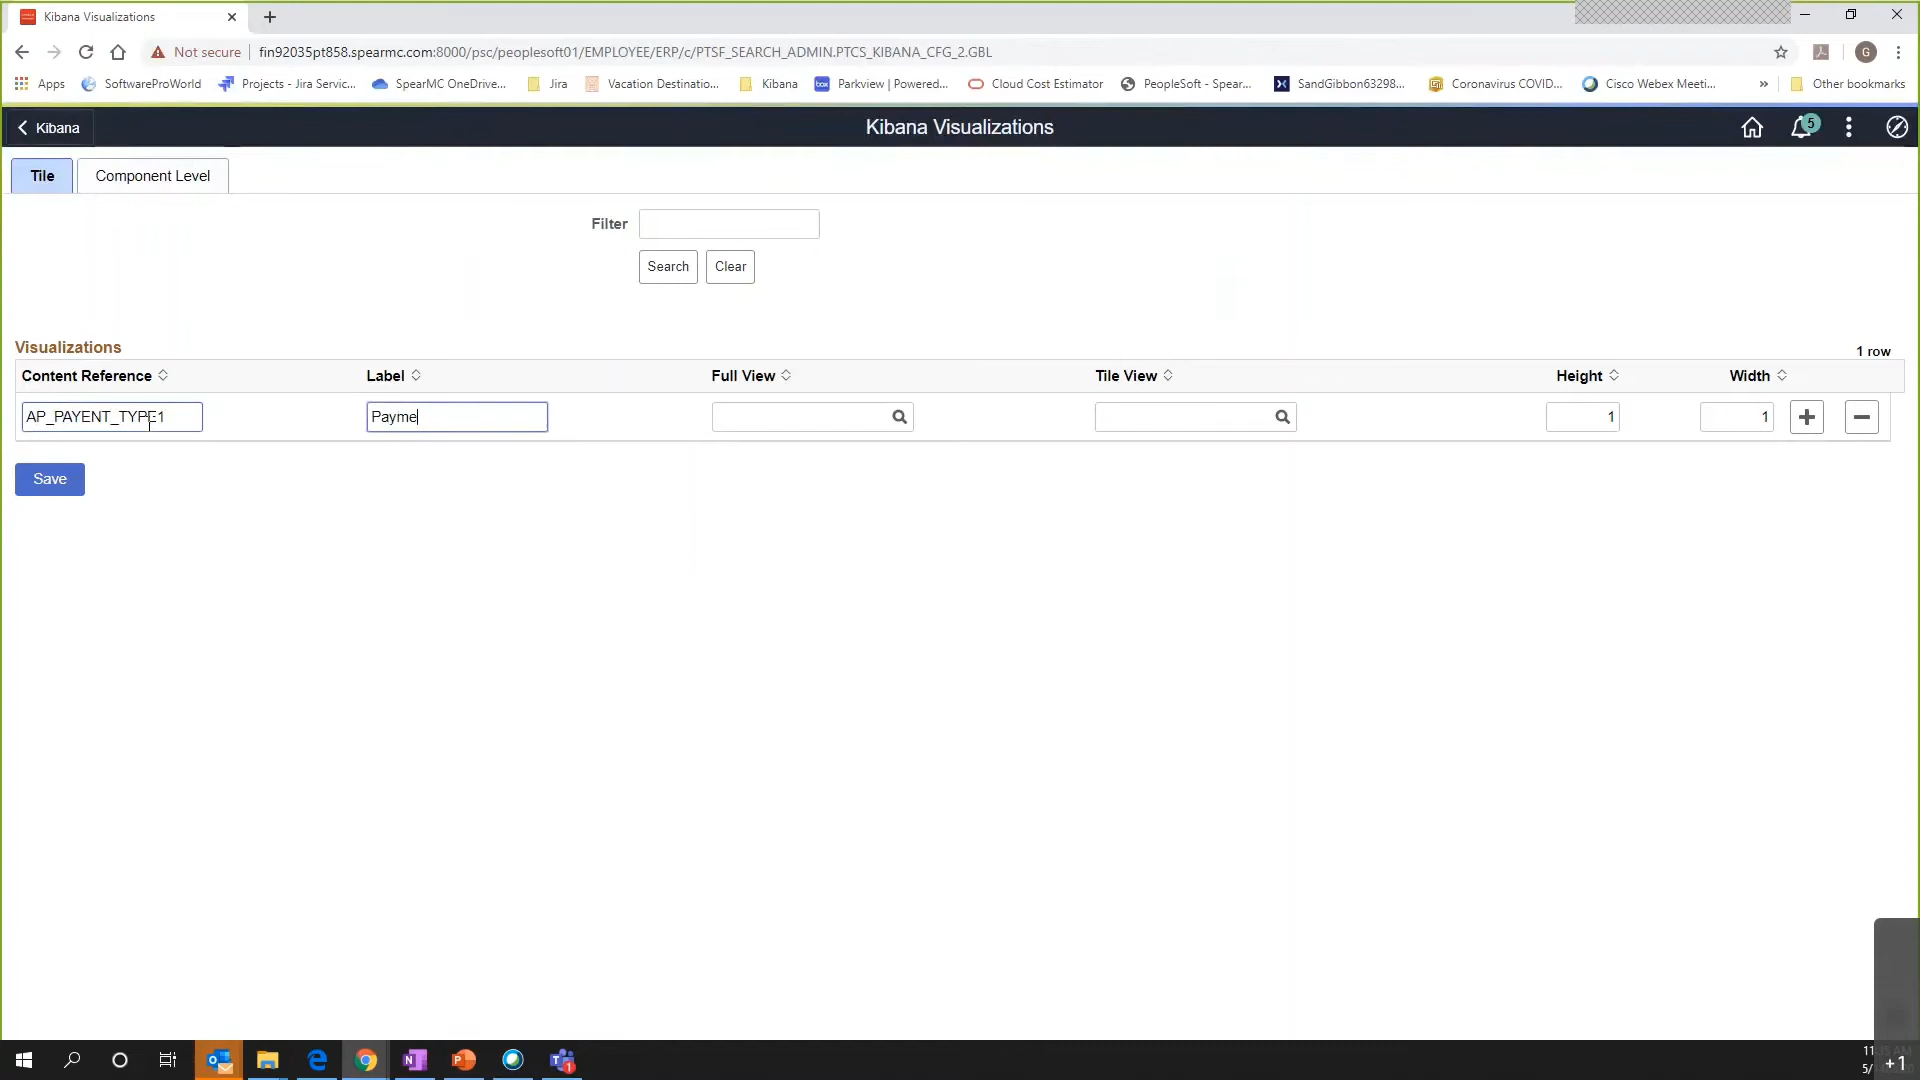 Kibana Visualizations
Not secure
fin92035pt858.spearmc.com:8000/psc/peoplesoft01/EMPLOYEE/ERP/c/PTSF_SEARCH_ADMIN.PTCS_KIBANA_CFG_2.GBL
G
Apps SoftwareProWorld Projects - Jira Servic... SpearMC OneDrive... Jira Vacation Destinatio... Kibana Parkview | Powered... Cloud Cost Estimator PeopleSoft - Spear... SandGibbon63298... Coronavirus COVID... Cisco Webex Meeti... » Other bookmarks
Kibana
Kibana Visualizations
5
Tile Component Level
Filter
Search Clear
Visualizations
1 row
Content Reference Label Full View Tile View Height Width
AP_PAYENT_TYPE1 Payme 1 1
Save
+1